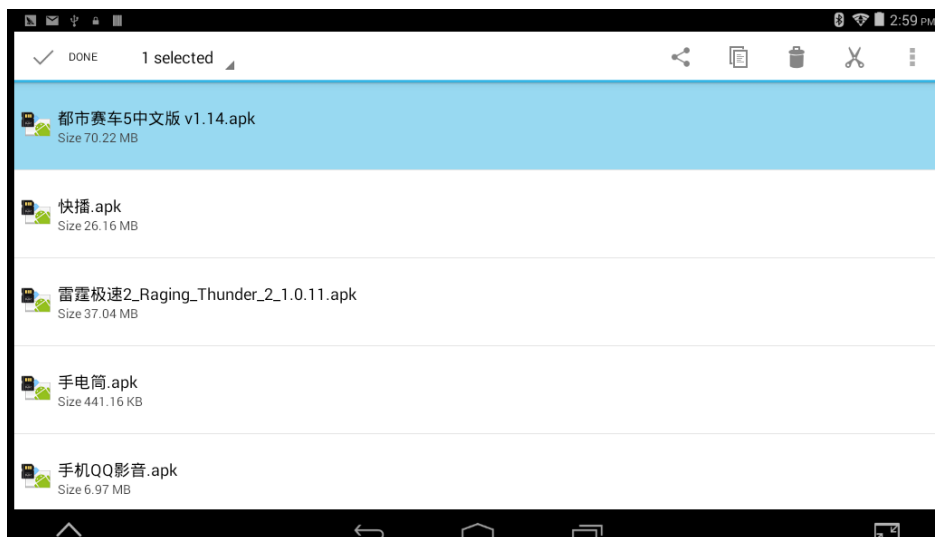 2:59 PM
DONE 1 selected
都市赛车5中文版 v1.14.apk
Size 70.22 MB
快播.apk
Size 26.16 MB
雷霆极速2_Raging_Thunder_2_1.0.11.apk
Size 37.04 MB
手电筒.apk
Size 441.16 KB
手机QQ影音.apk
Size 6.97 MB